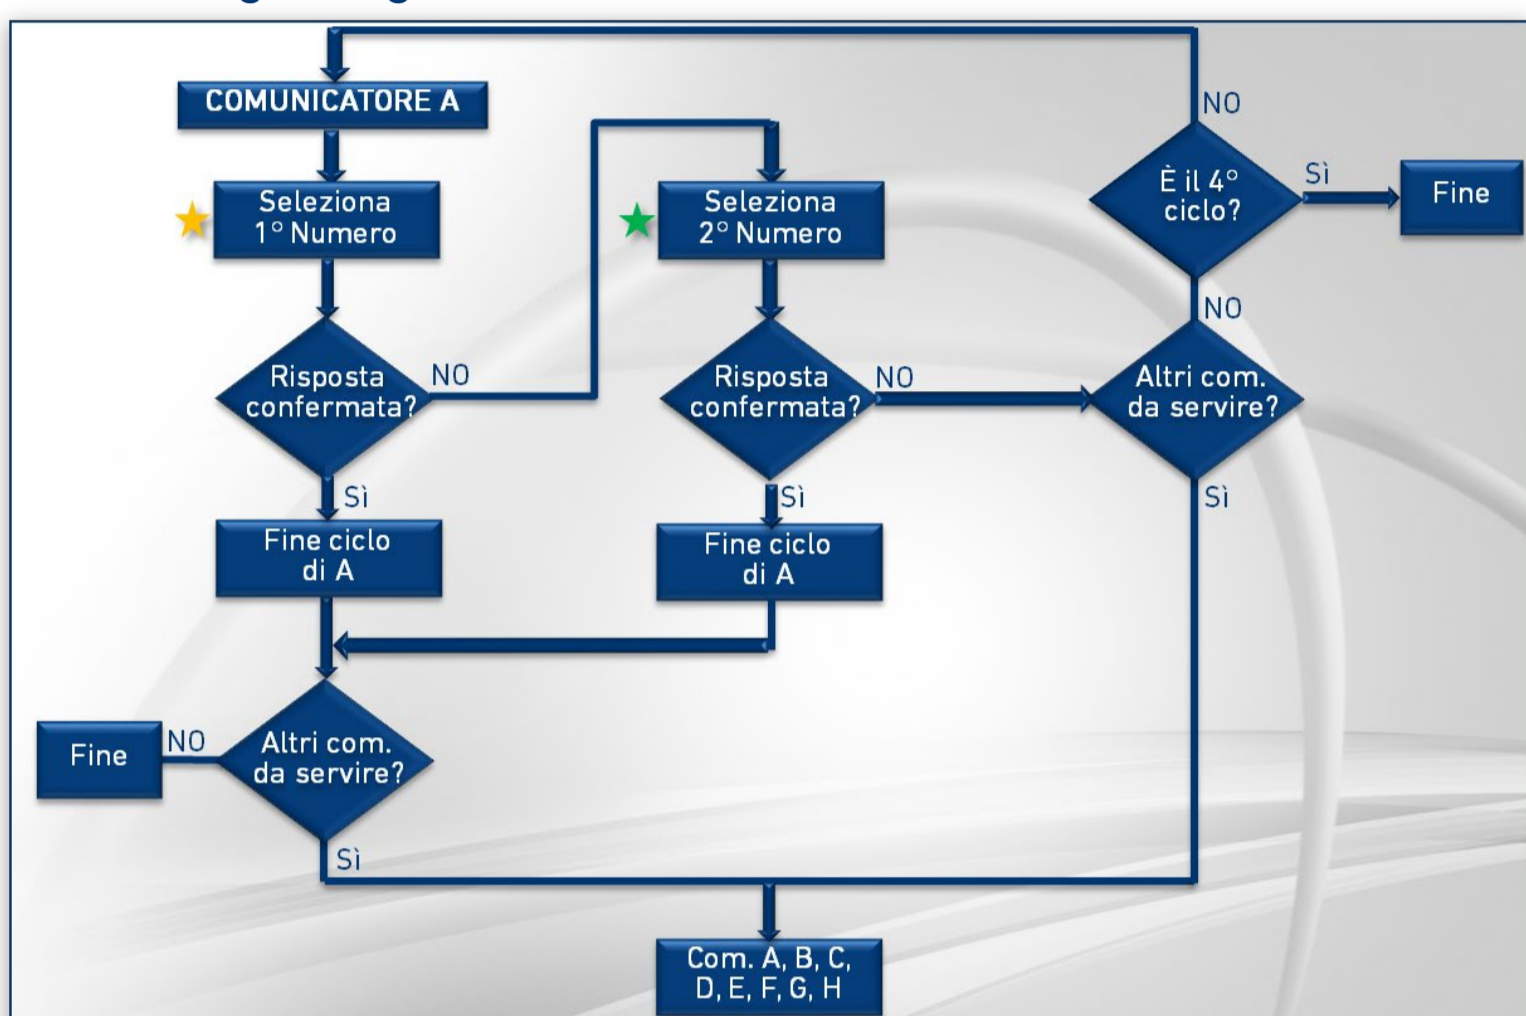 COMUNICATORE A
Seleziona
1° Numero
Risposta
confermata?
NO
Sì
Fine ciclo
di A
Altri com.
da servire?
NO
Fine
Sì
Seleziona
2° Numero
Risposta
confermata?
NO
Sì
Fine ciclo
di A
Altri com.
da servire?
NO
Sì
È il 4°
ciclo?
NO
Sì
Fine
Com. A, B, C,
D, E, F, G, H